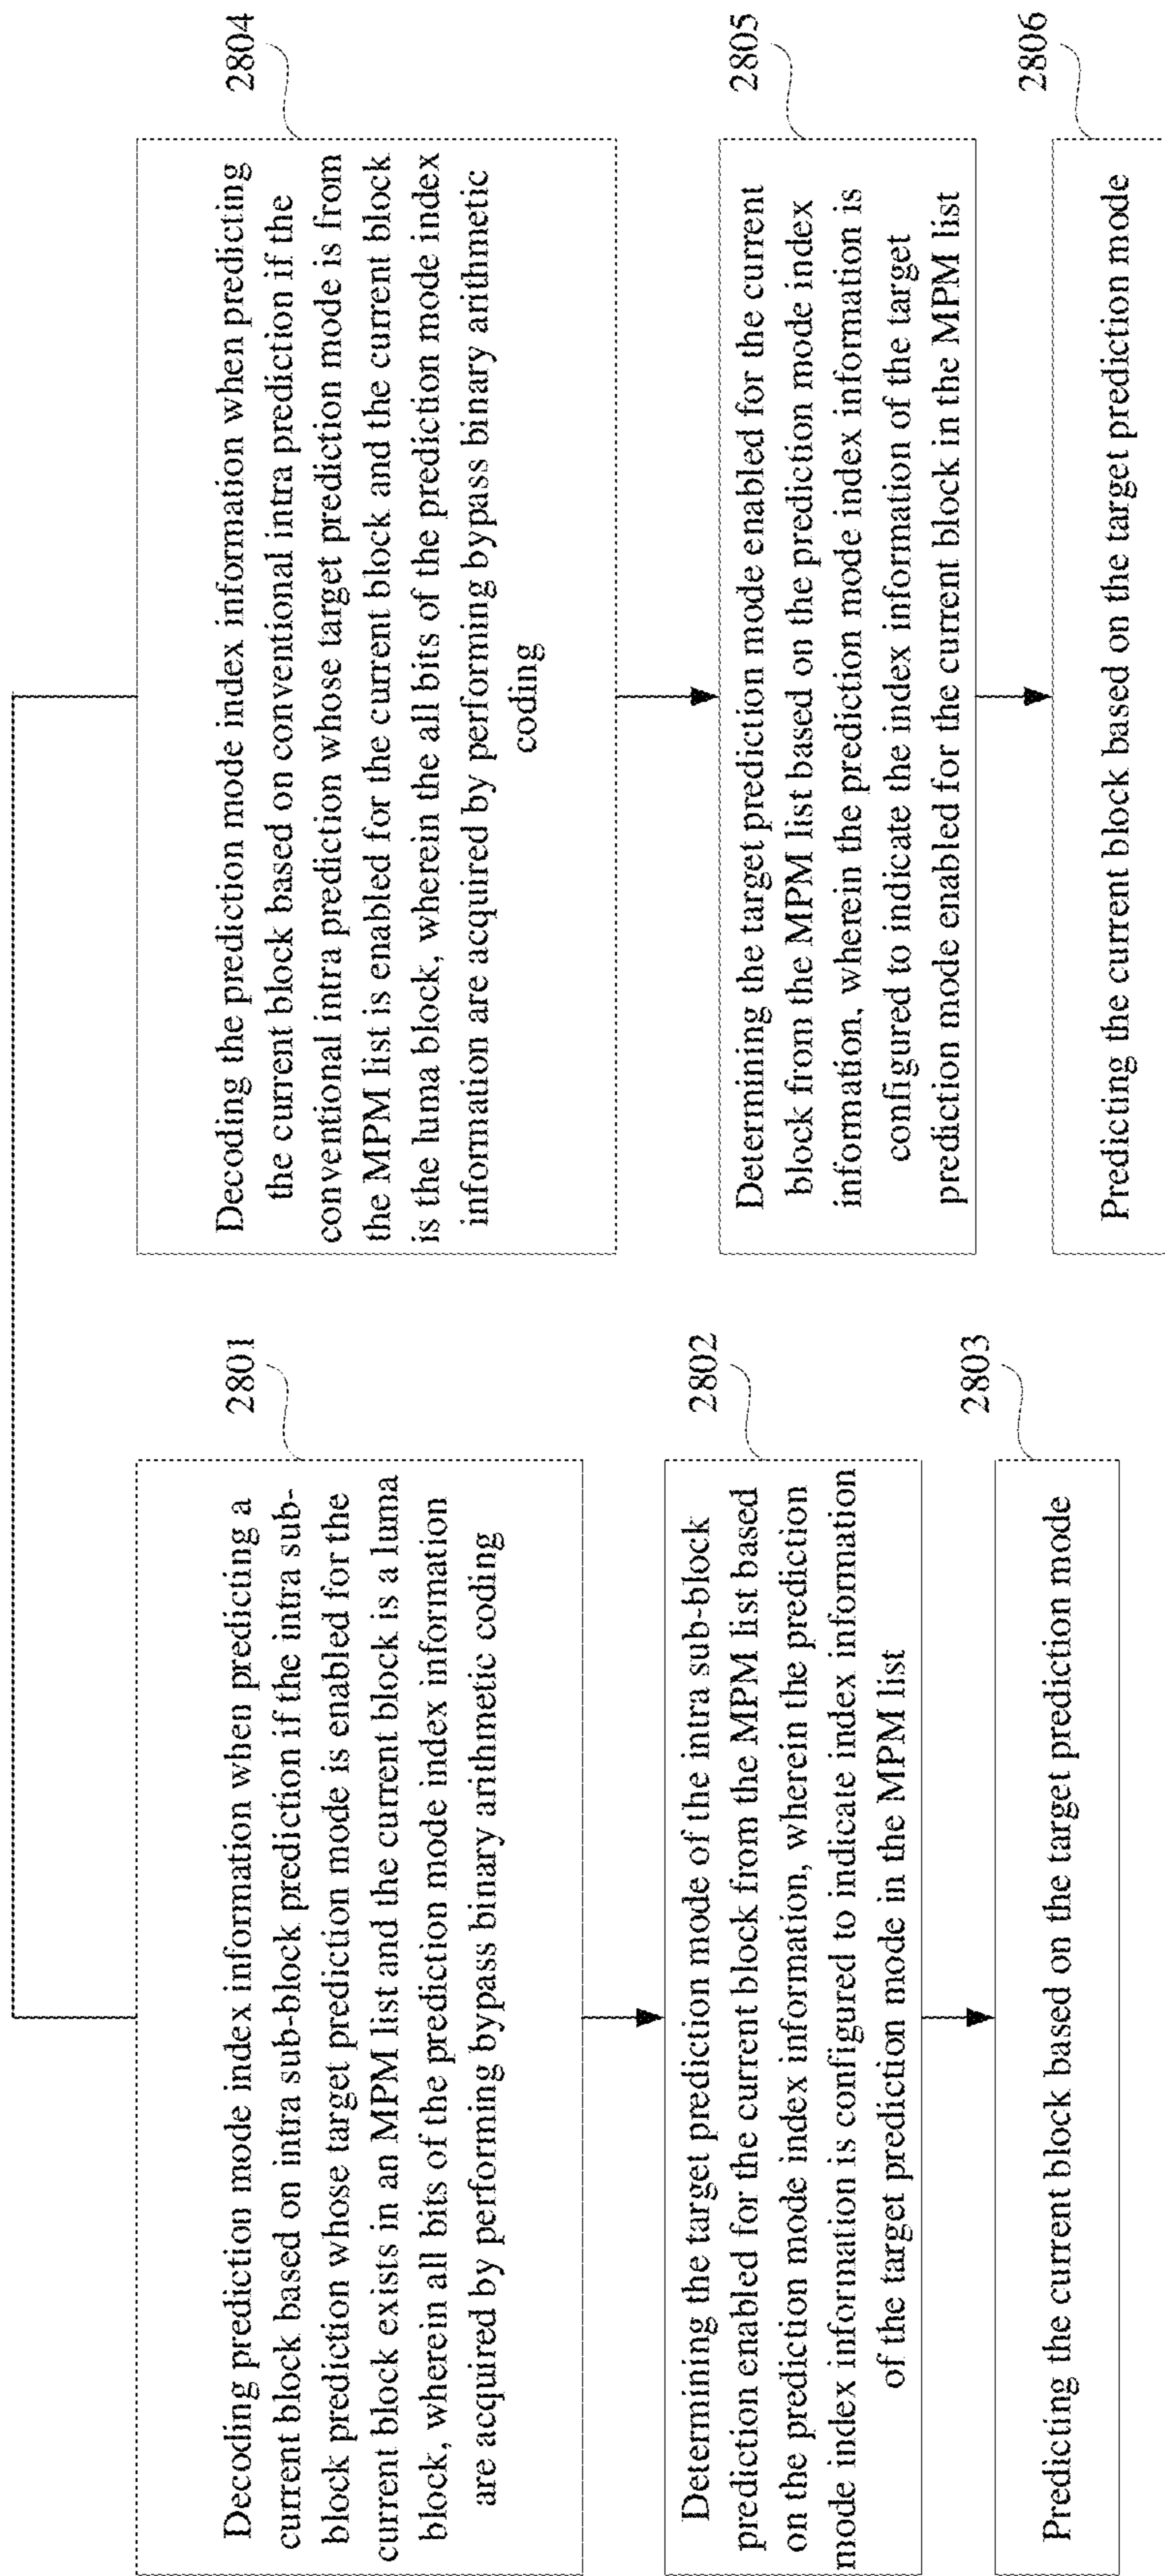 Decoding prediction mode index information when predicting a
current block based on intra sub-block prediction if the intra sub-
block prediction whose target prediction mode is enabled for the
current block exists in an MPM list and the current block is a luma
block, wherein all bits of the prediction mode index information
are acquired by performing bypass binary arithmetic coding
2801
Determining the target prediction mode of the intra sub-block
prediction enabled for the current block from the MPM list based
on the prediction mode index information, wherein the prediction
mode index information is configured to indicate index information
of the target prediction mode in the MPM list
2802
Predicting the current block based on the target prediction mode
2803
Decoding the prediction mode index information when predicting
the current block based on conventional intra prediction if the
conventional intra prediction whose target prediction mode is from
the MPM list is enabled for the current block and the current block
is the luma block, wherein the all bits of the prediction mode index
information are acquired by performing bypass binary arithmetic
coding
2804
Determining the target prediction mode enabled for the current
block from the MPM list based on the prediction mode index
information, wherein the prediction mode index information is
configured to indicate the index information of the target
prediction mode enabled for the current block in the MPM list
2805
Predicting the current block based on the target prediction mode
2806